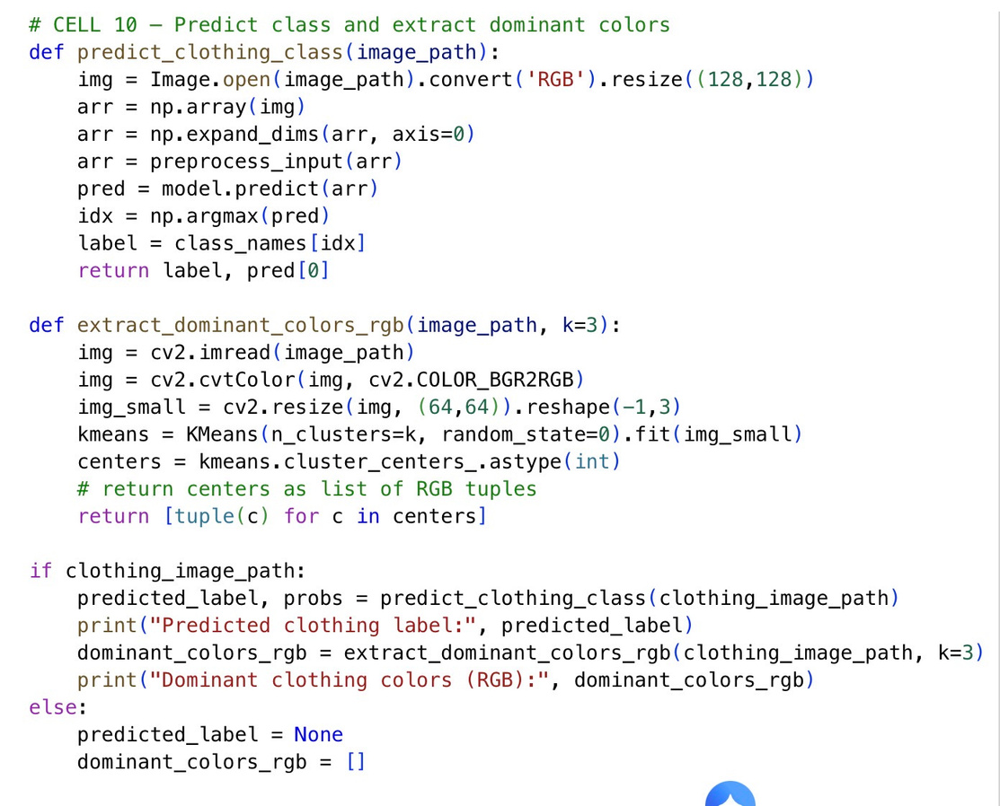 # CELL 10 — Predict class and extract dominant colors
def predict_clothing_class(image_path):
    img = Image.open(image_path).convert('RGB').resize((128,128))
    arr = np.array(img)
    arr = np.expand_dims(arr, axis=0)
    arr = preprocess_input(arr)
    pred = model.predict(arr)
    idx = np.argmax(pred)
    label = class_names[idx]
    return label, pred[0]

def extract_dominant_colors_rgb(image_path, k=3):
    img = cv2.imread(image_path)
    img = cv2.cvtColor(img, cv2.COLOR_BGR2RGB)
    img_small = cv2.resize(img, (64,64)).reshape(-1,3)
    kmeans = KMeans(n_clusters=k, random_state=0).fit(img_small)
    centers = kmeans.cluster_centers_.astype(int)
    # return centers as list of RGB tuples
    return [tuple(c) for c in centers]

if clothing_image_path:
    predicted_label, probs = predict_clothing_class(clothing_image_path)
    print("Predicted clothing label:", predicted_label)
    dominant_colors_rgb = extract_dominant_colors_rgb(clothing_image_path, k=3)
    print("Dominant clothing colors (RGB):", dominant_colors_rgb)
else:
    predicted_label = None
    dominant_colors_rgb = []